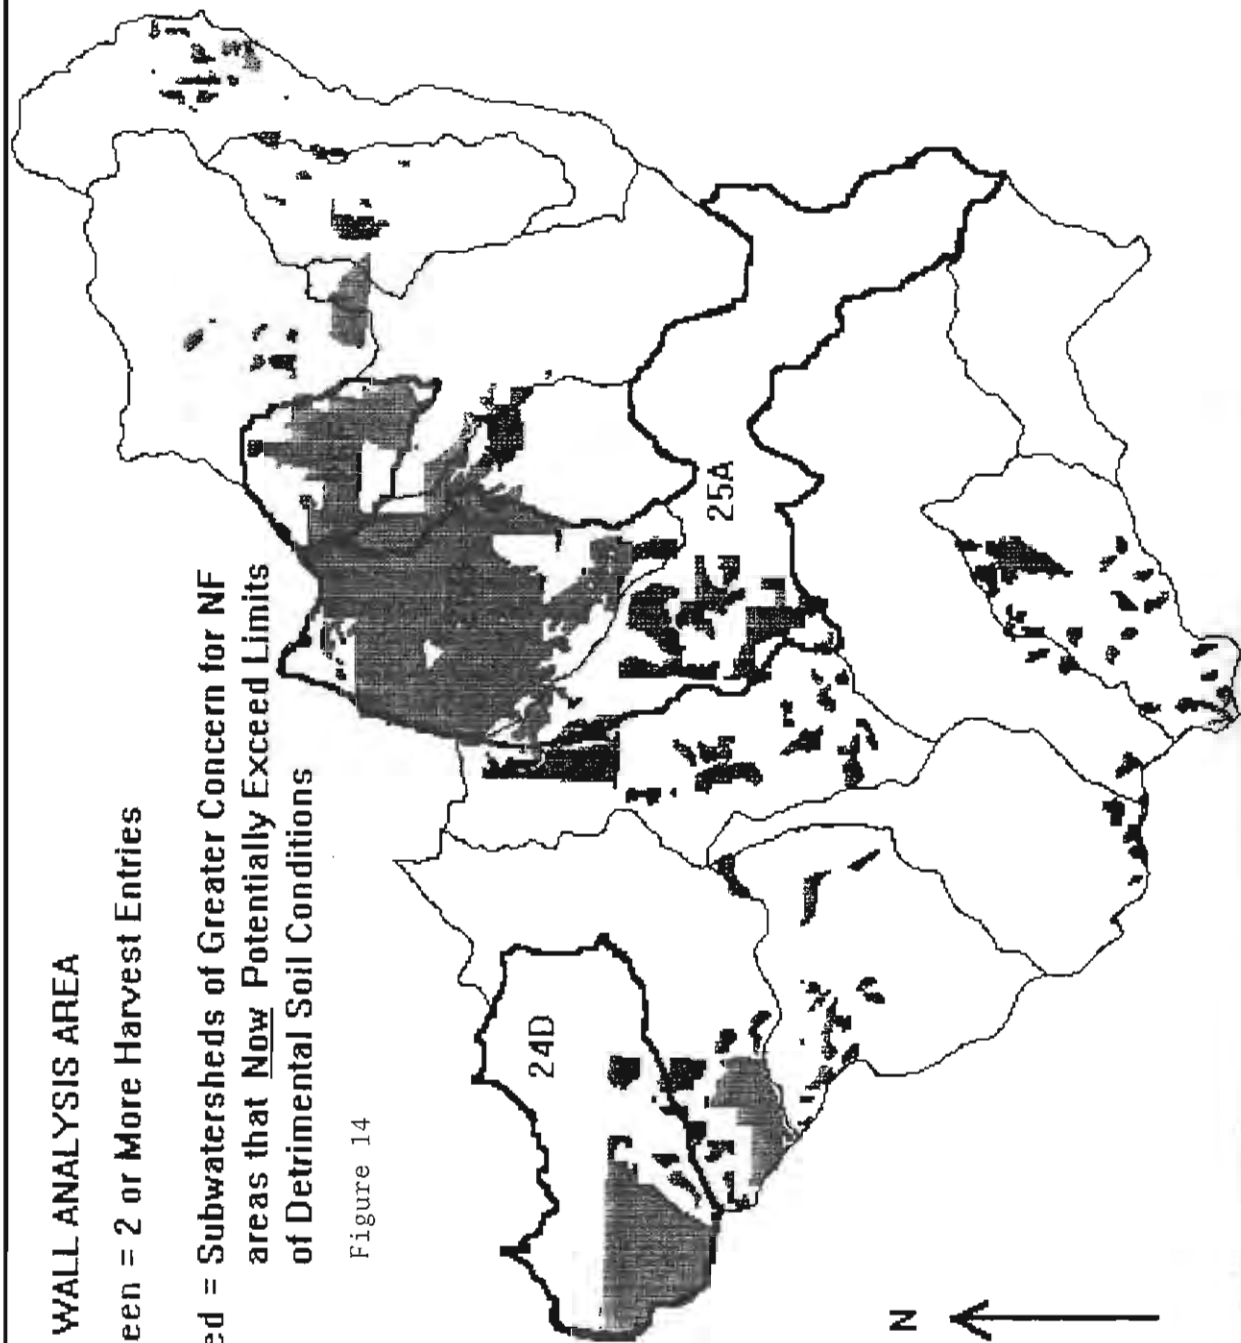 WALL ANALYSIS AREA
een = 2 or More Harvest Entries
ed = Subwatersheds of Greater Concern for NF
areas that Now Potentially Exceed Limits
of Detrimental Soil Conditions
Figure 14
24D
25A
N